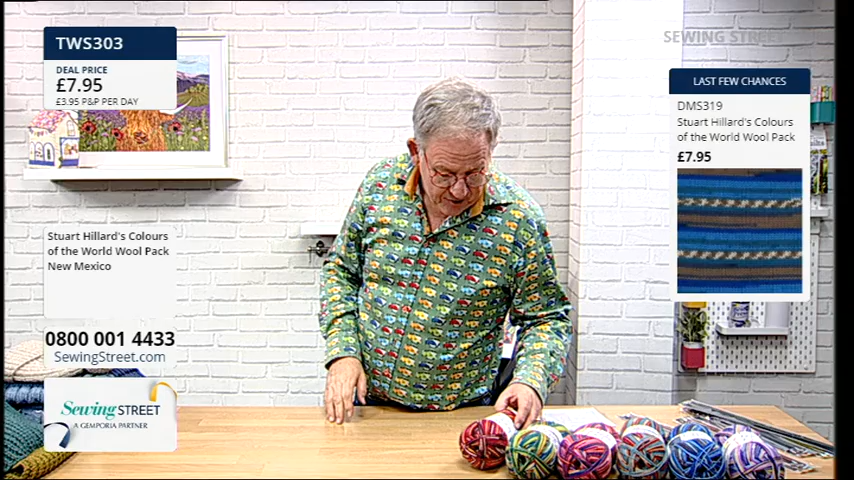 TWS303
DEAL PRICE
£7.95
£3.95 P&P PER DAY
Stuart Hillard's Colours
of the World Wool Pack
New Mexico
0800 001 4433
SewingStreet.com
Sewing STREET
A GEMPORIA PARTNER
SEWING STREET
LAST FEW CHANCES
DMS319
Stuart Hillard's Colours
of the World Wool Pack
£7.95